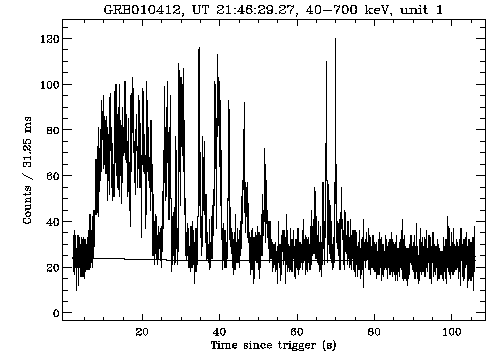 GRB010412, UT 21:46:29.27, 40-700 keV, unit 1
120
100
80
60
40
20
0
Counts / 31.25 ms
20 40 60 80 100
Time since trigger (s)